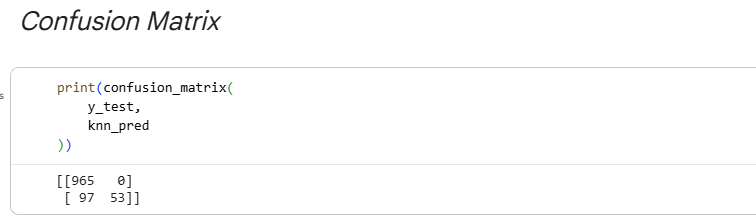 Confusion Matrix
s
print(confusion_matrix(
    y_test,
    knn_pred
))
[[965   0]
 [ 97  53]]